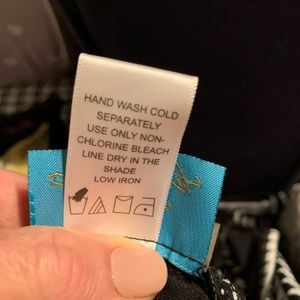 HAND WASH COLD
SEPARATELY
USE ONLY NON-
CHLORINE BLEACH
LINE DRY IN THE
SHADE
LOW IRON